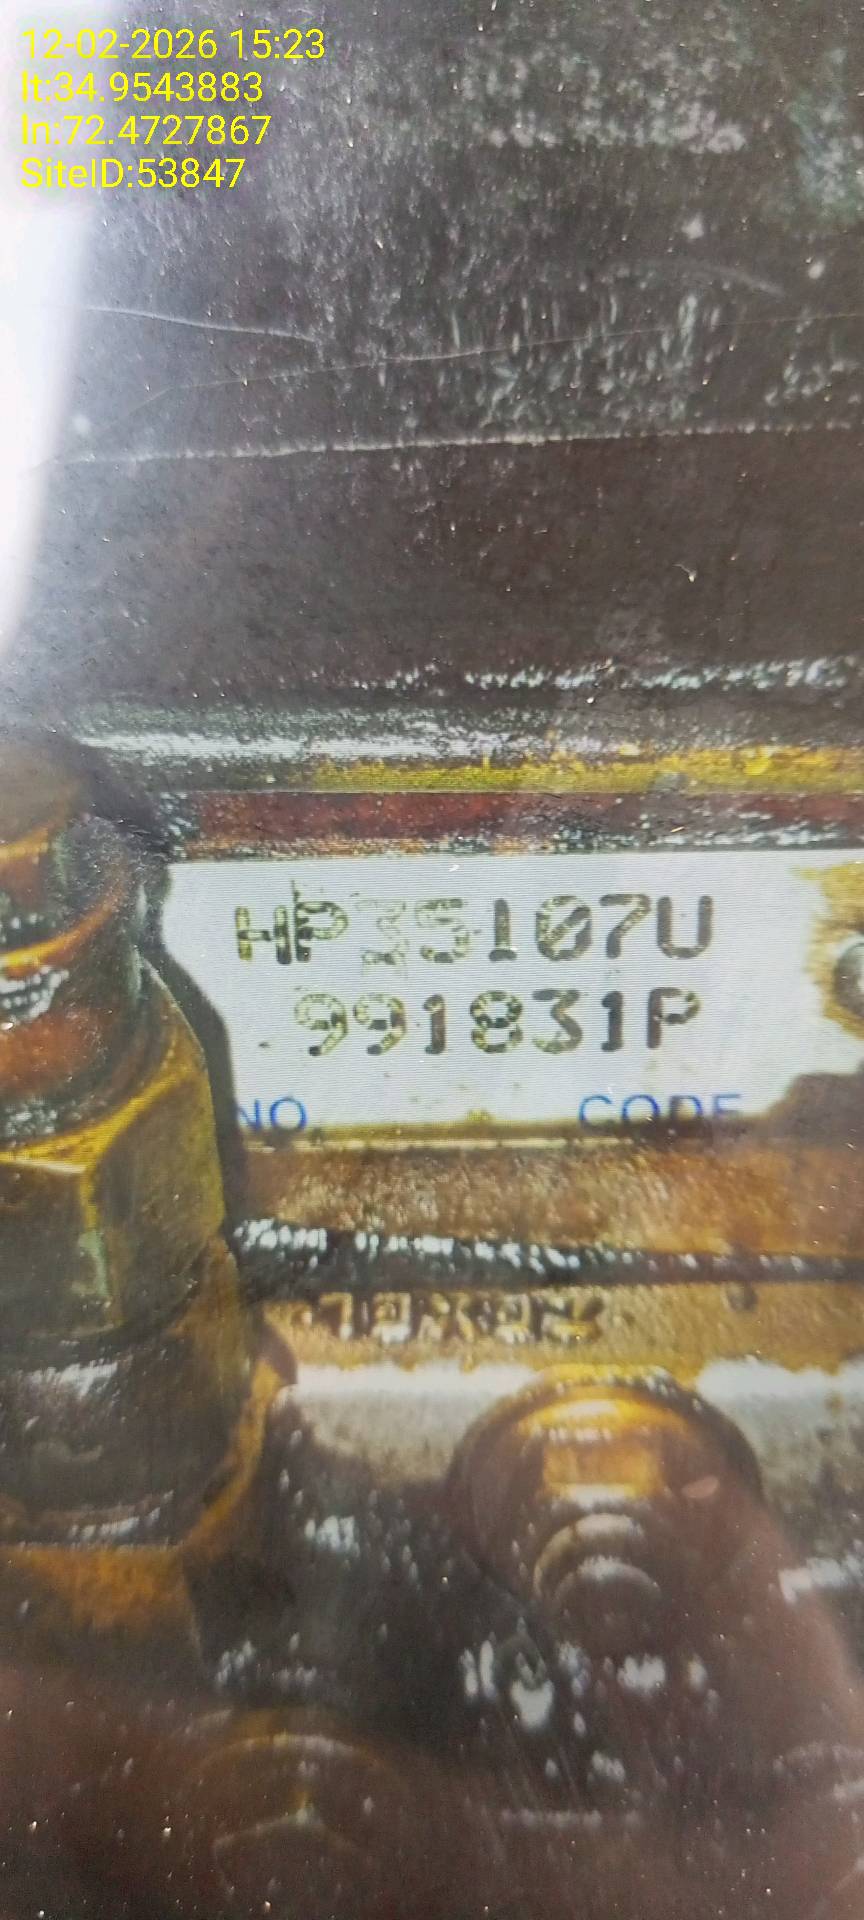 12-02-2026 15:23
lt:34.9543883
ln:72.4727867
SiteID:53847
HP35107U
991831P
NO. CODE